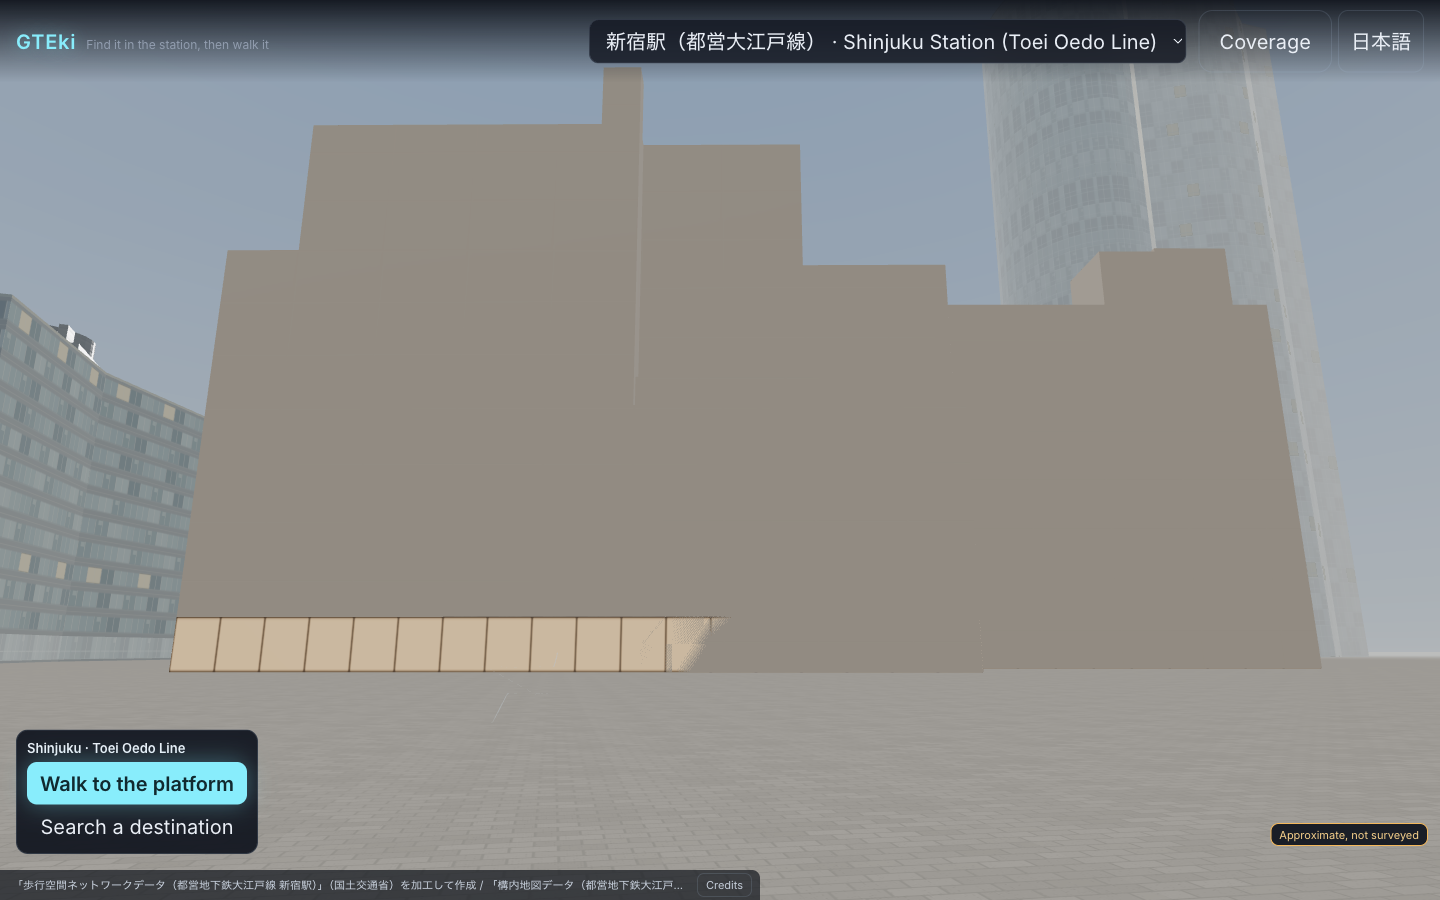 GTEki Find it in the station, then walk it
新宿駅（都営大江戸線） · Shinjuku Station (Toei Oedo Line)
Coverage
日本語
Shinjuku · Toei Oedo Line
Walk to the platform
Search a destination
Approximate, not surveyed
「歩行空間ネットワークデータ（都営地下鉄大江戸線 新宿駅）」（国土交通省）を加工して作成 / 「構内地図データ（都営地下鉄大江戸...
Credits